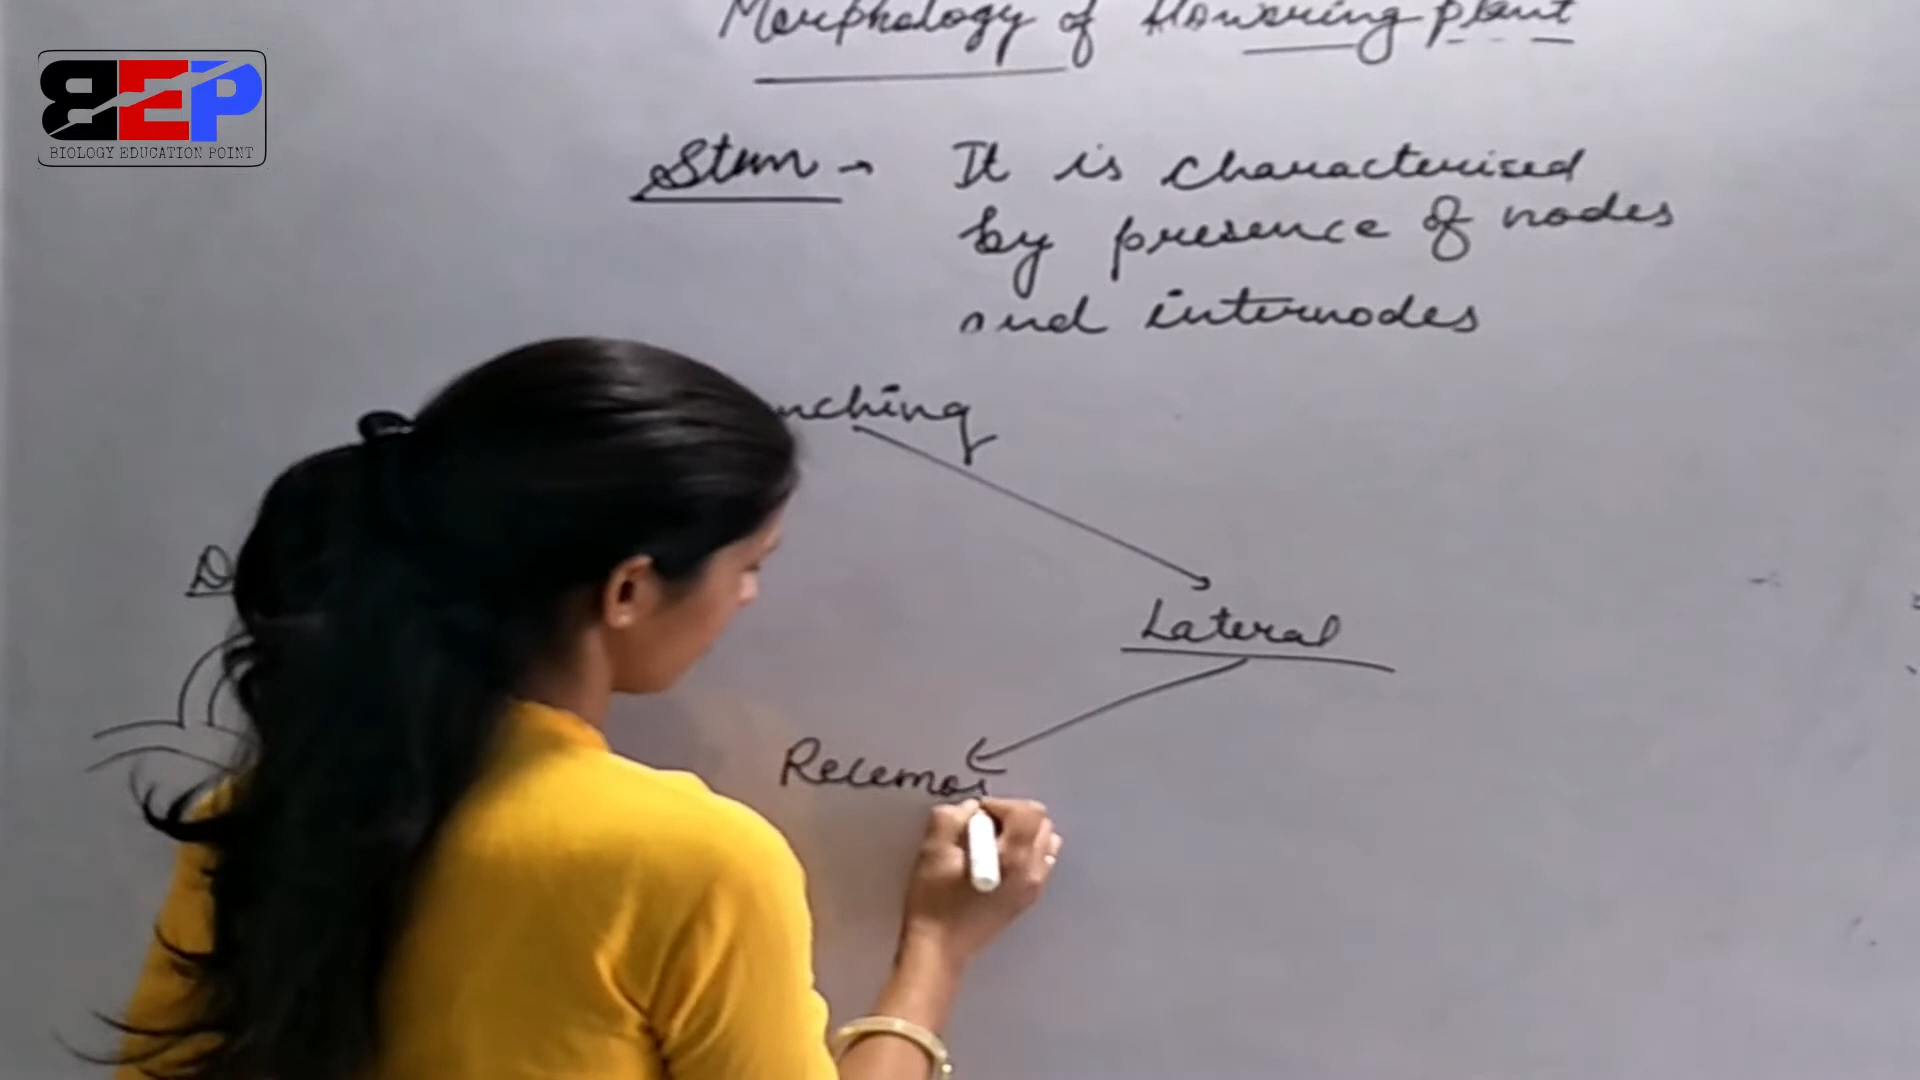 BEP
BIOLOGY EDUCATION POINT
Morphology of flowering plant
Stem → It is characterised
by presence of nodes
and internodes
nching
D
Lateral
Recemos